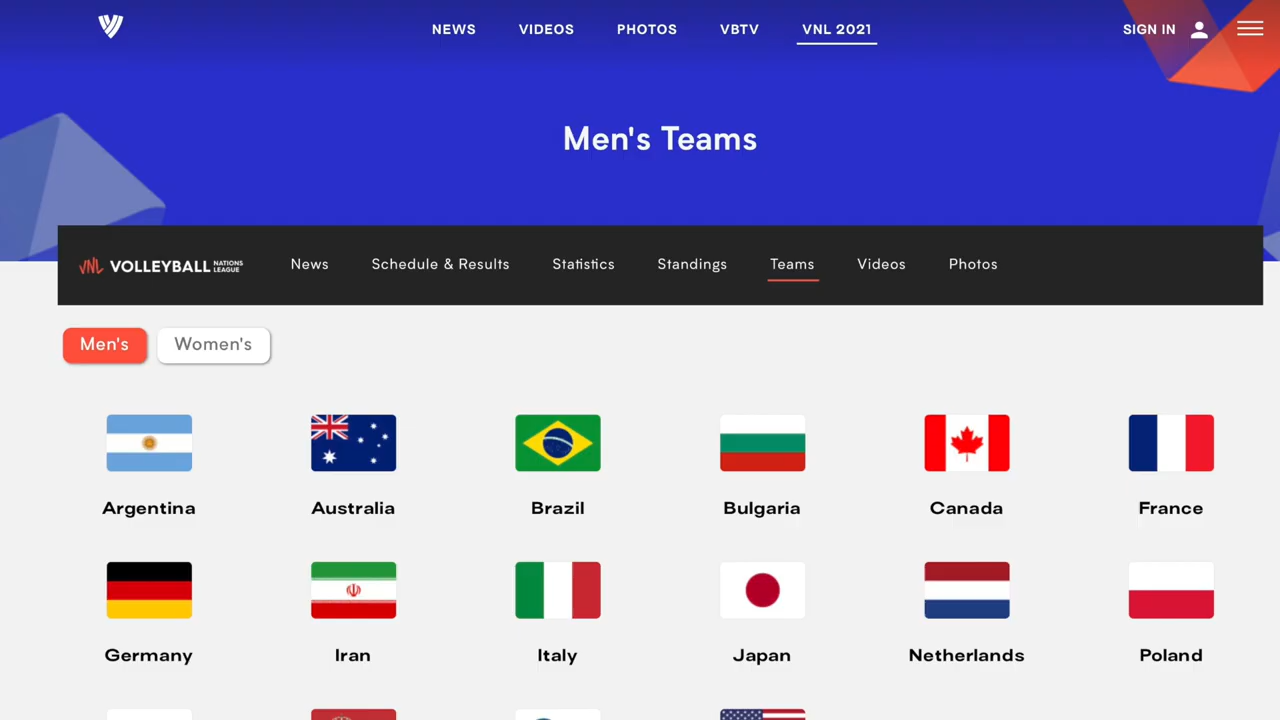 NEWS VIDEOS PHOTOS VBTV VNL 2021 SIGN IN
Men's Teams
VNL VOLLEYBALL NATIONS LEAGUE News Schedule & Results Statistics Standings Teams Videos Photos
Men's Women's
Argentina Australia Brazil Bulgaria Canada France
Germany Iran Italy Japan Netherlands Poland